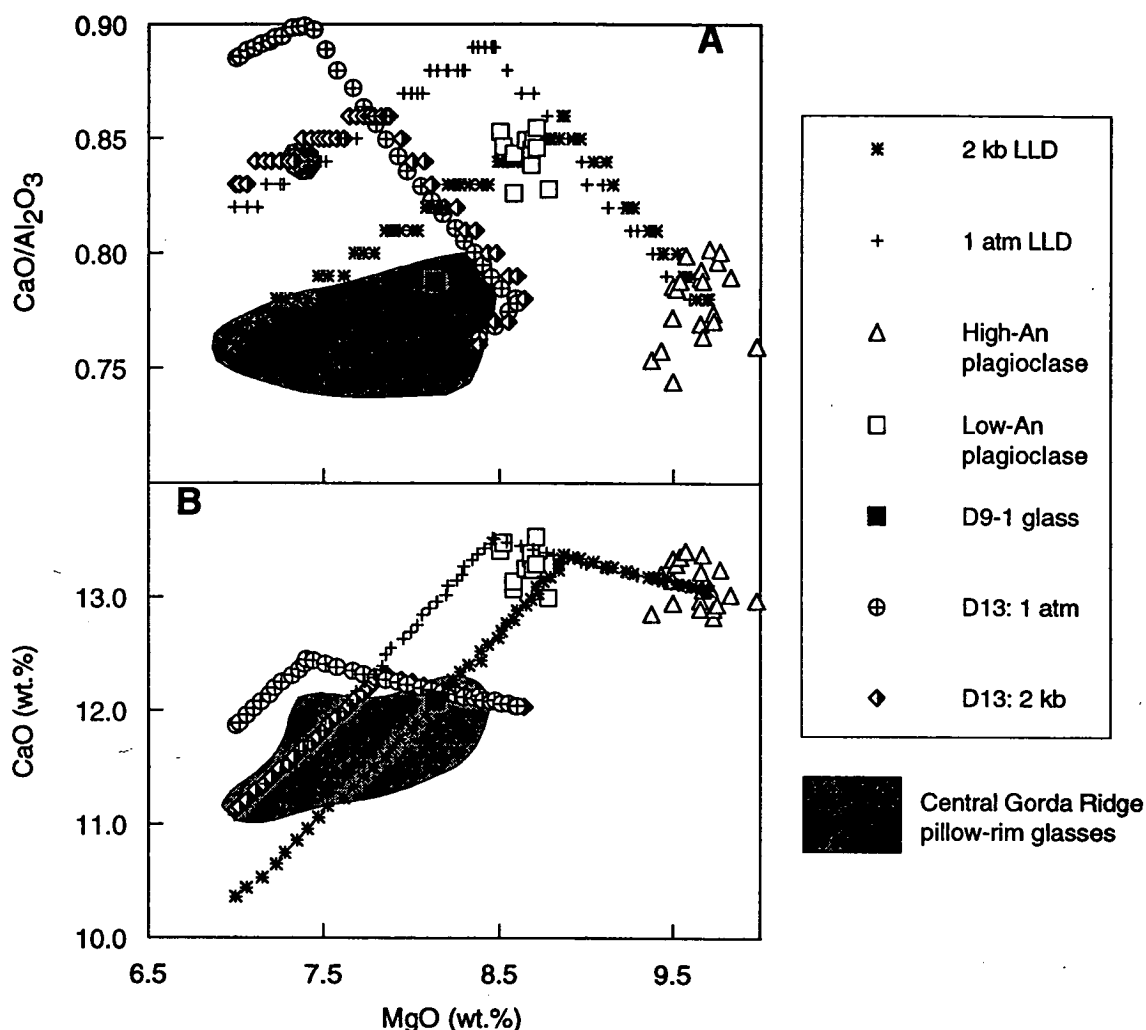 A
0.90
0.85
0.80
0.75
CaO/Al2O3
B
13.0
12.0
11.0
10.0
CaO (wt.%)
6.5 7.5 8.5 9.5
MgO (wt.%)
2 kb LLD
1 atm LLD
High-An
plagioclase
Low-An
plagioclase
D9-1 glass
D13: 1 atm
D13: 2 kb
Central Gorda Ridge
pillow-rim glasses